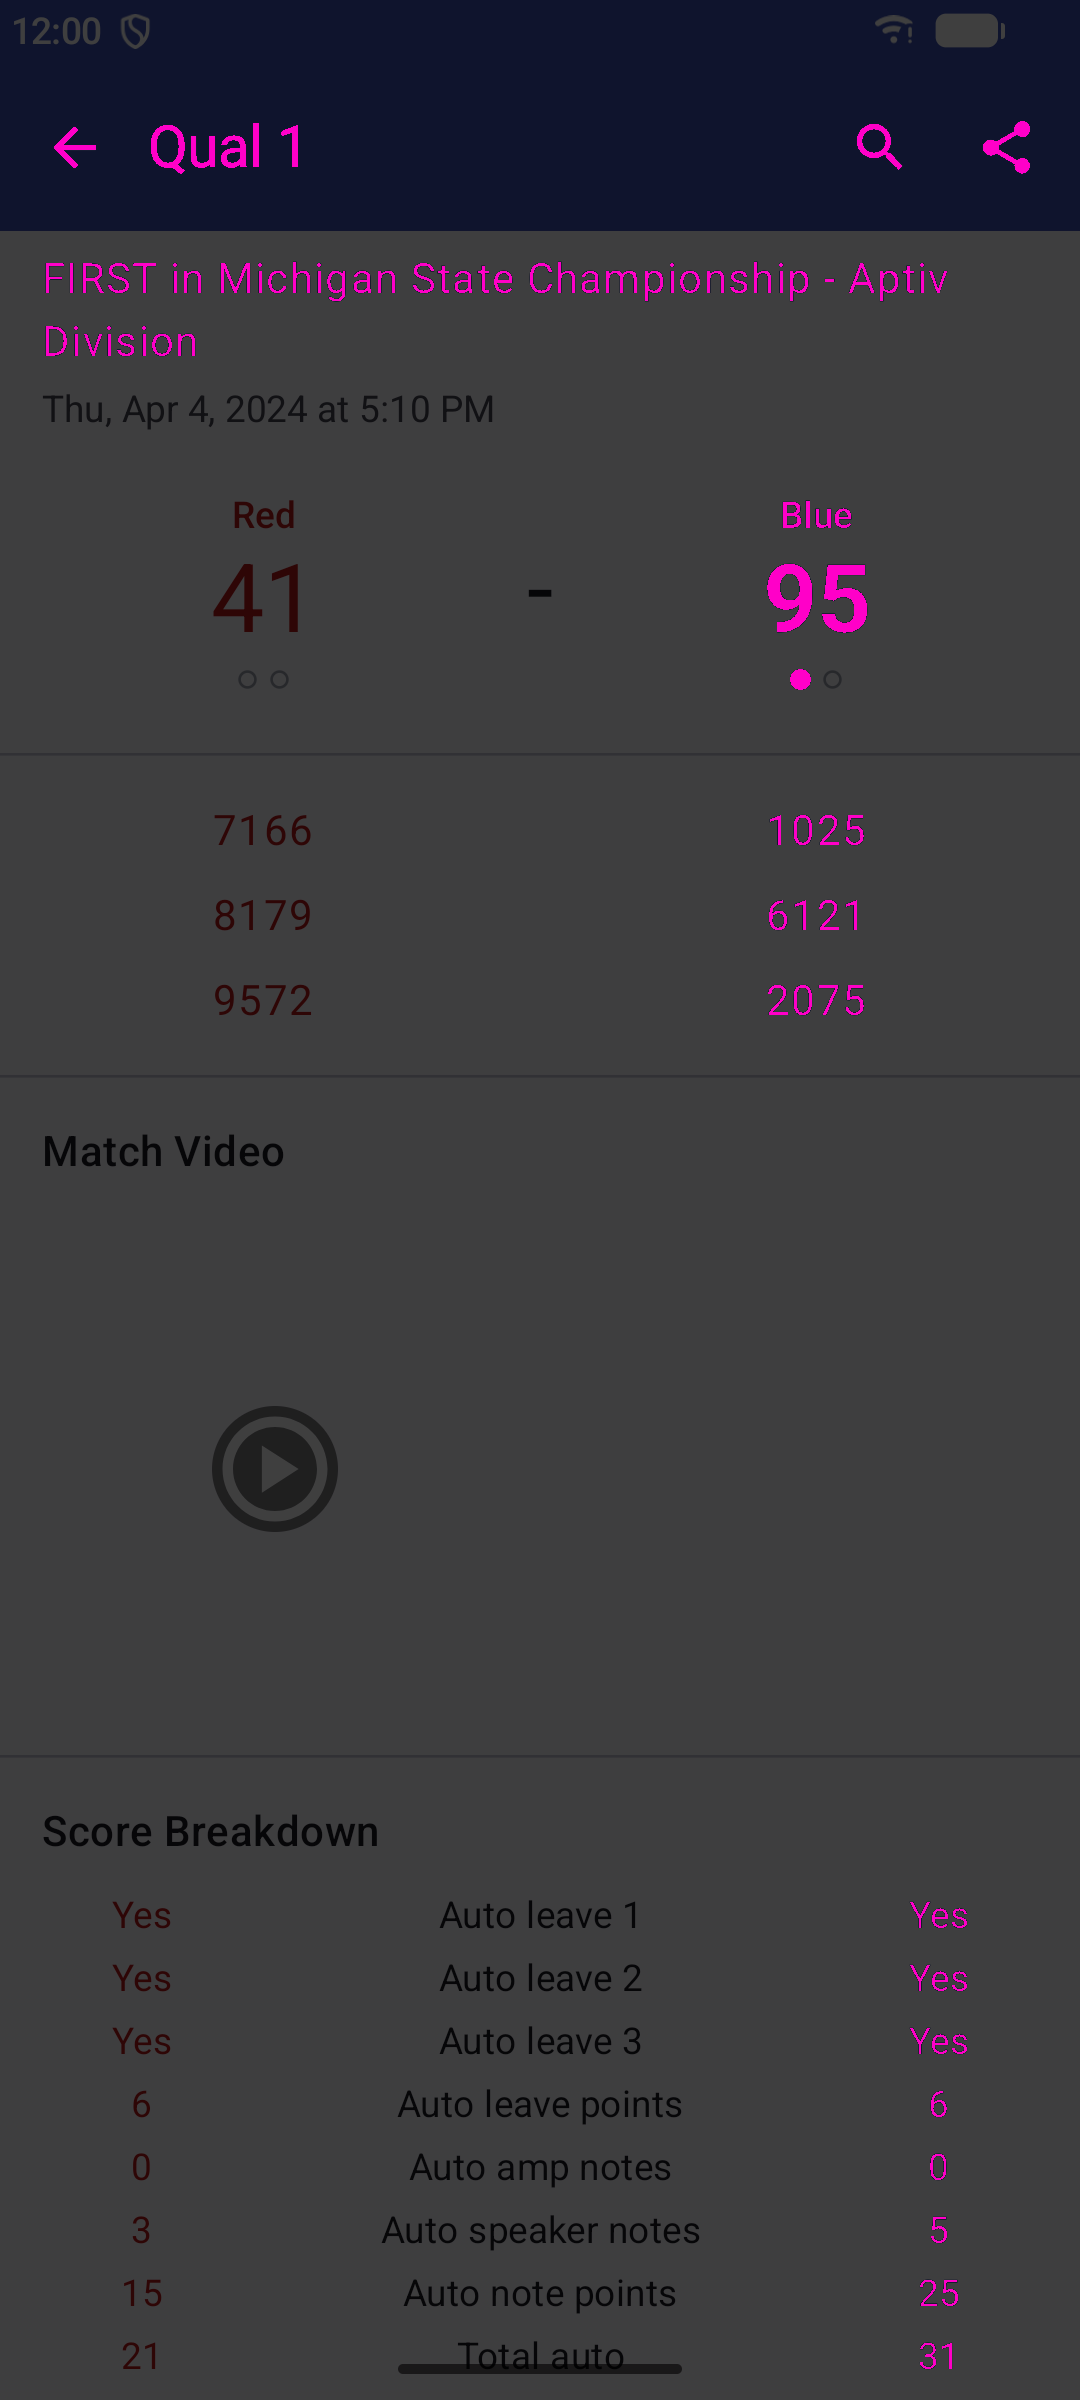 12:00
Qual 1
FIRST in Michigan State Championship - Aptiv
Division
Thu, Apr 4, 2024 at 5:10 PM
Red Blue
41 - 95
7166 1025
8179 6121
9572 2075
Match Video
Score Breakdown
Yes Auto leave 1 Yes
Yes Auto leave 2 Yes
Yes Auto leave 3 Yes
6 Auto leave points 6
0 Auto amp notes 0
3 Auto speaker notes 5
15 Auto note points 25
21 Total auto 31